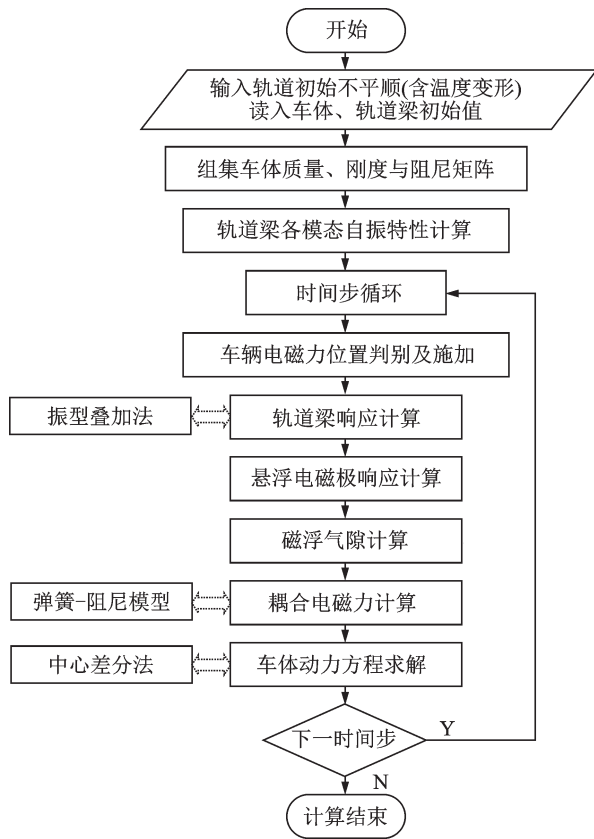 开始
输入轨道初始不平顺(含温度变形)
读入车体、轨道梁初始值
组集车体质量、刚度与阻尼矩阵
轨道梁各模态自振特性计算
时间步循环
车辆电磁力位置判别及施加
振型叠加法
轨道梁响应计算
悬浮电磁极响应计算
磁浮气隙计算
弹簧-阻尼模型
耦合电磁力计算
中心差分法
车体动力方程求解
下一时间步
Y
N
计算结束